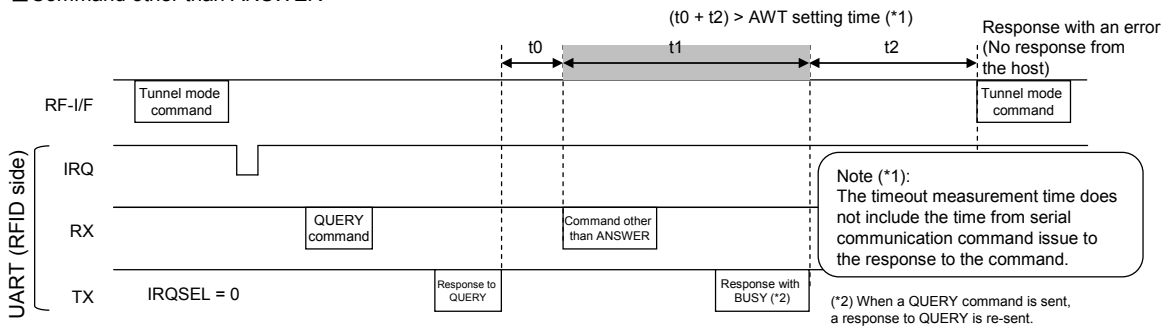 ■ Command other than ANSWER
(t0 + t2) > AWT setting time (*1)
Response with an error
(No response from
the host)
t0
t1
t2
RF-I/F
Tunnel mode
command
Tunnel mode
command
UART (RFID side)
IRQ
RX
QUERY
command
Command other
than ANSWER
TX
IRQSEL = 0
Response to
QUERY
Response with
BUSY (*2)
Note (*1):
The timeout measurement time does
not include the time from serial
communication command issue to
the response to the command.
(*2) When a QUERY command is sent,
a response to QUERY is re-sent.